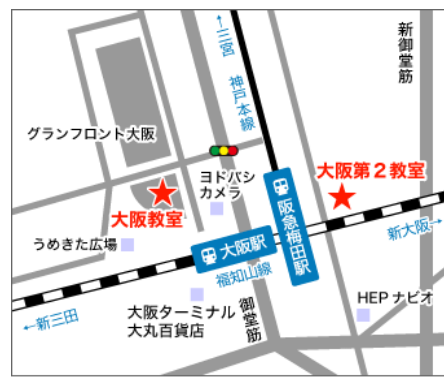 ←三宮
神戸本線
新御堂筋
グランフロント大阪
ヨドバシ
カメラ
大阪第2教室
大阪教室
阪急梅田駅
うめきた広場
大阪駅
新大阪→
福知山線
HEPナビオ
大阪ターミナル
大丸百貨店
御堂筋
←新三田